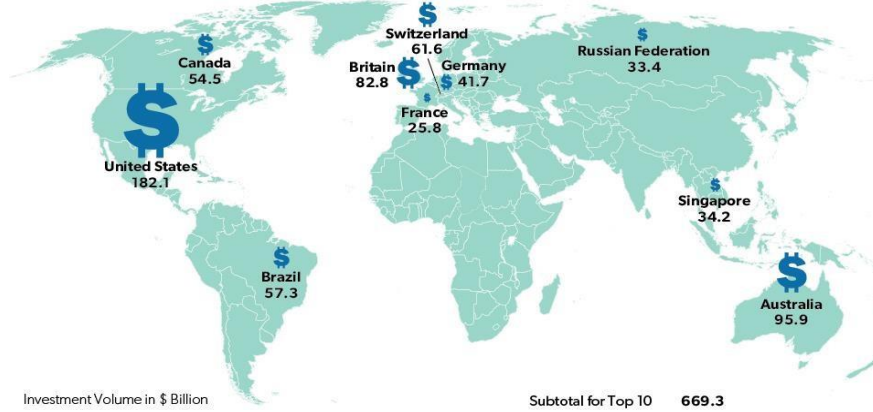 Switzerland
61.6
Canada
54.5
Britain
82.8
Germany
41.7
Russian Federation
33.4
France
25.8
United States
182.1
Singapore
34.2
Brazil
57.3
Australia
95.9
Investment Volume in $ Billion
Subtotal for Top 10 669.3